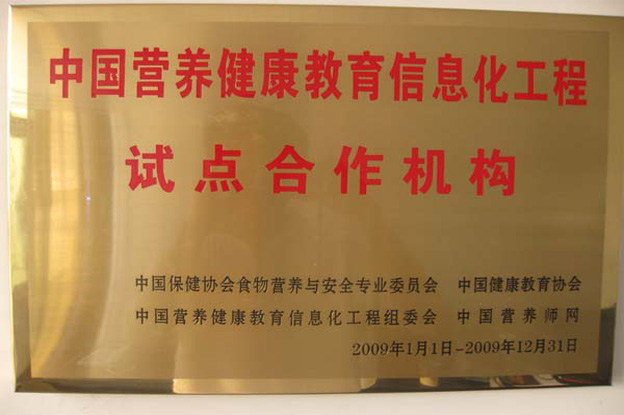 中国营养健康教育信息化工程
试点合作机构
中国保健协会食物营养与安全专业委员会 中国健康教育协会
中国营养健康教育信息化工程组委会 中国营养师网
2009年1月1日-2009年12月31日